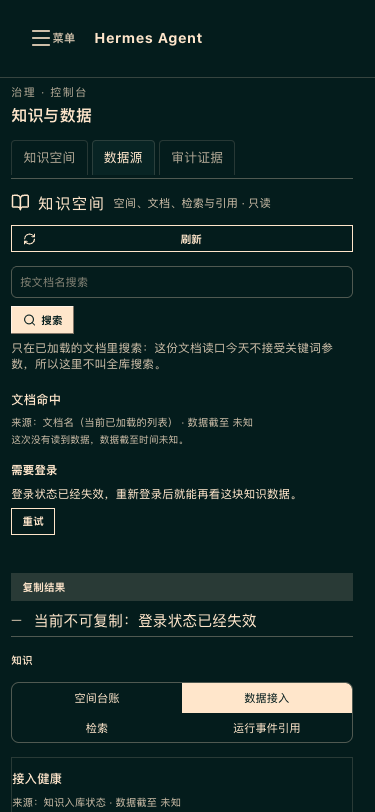 菜单 Hermes Agent
治理 · 控制台
知识与数据
知识空间 数据源 审计证据
知识空间 空间、文档、检索与引用 · 只读
刷新
按文档名搜索
搜索
只在已加载的文档里搜索：这份文档读口今天不接受关键词参
数，所以这里不叫全库搜索。
文档命中
来源：文档名（当前已加载的列表） · 数据截至 未知
这次没有读到数据，数据截至时间未知。
需要登录
登录状态已经失效，重新登录后就能再看这块知识数据。
重试
复制结果
— 当前不可复制：登录状态已经失效
知识
空间台账 数据接入
检索 运行事件引用
接入健康
来源：知识入库状态 · 数据截至 未知